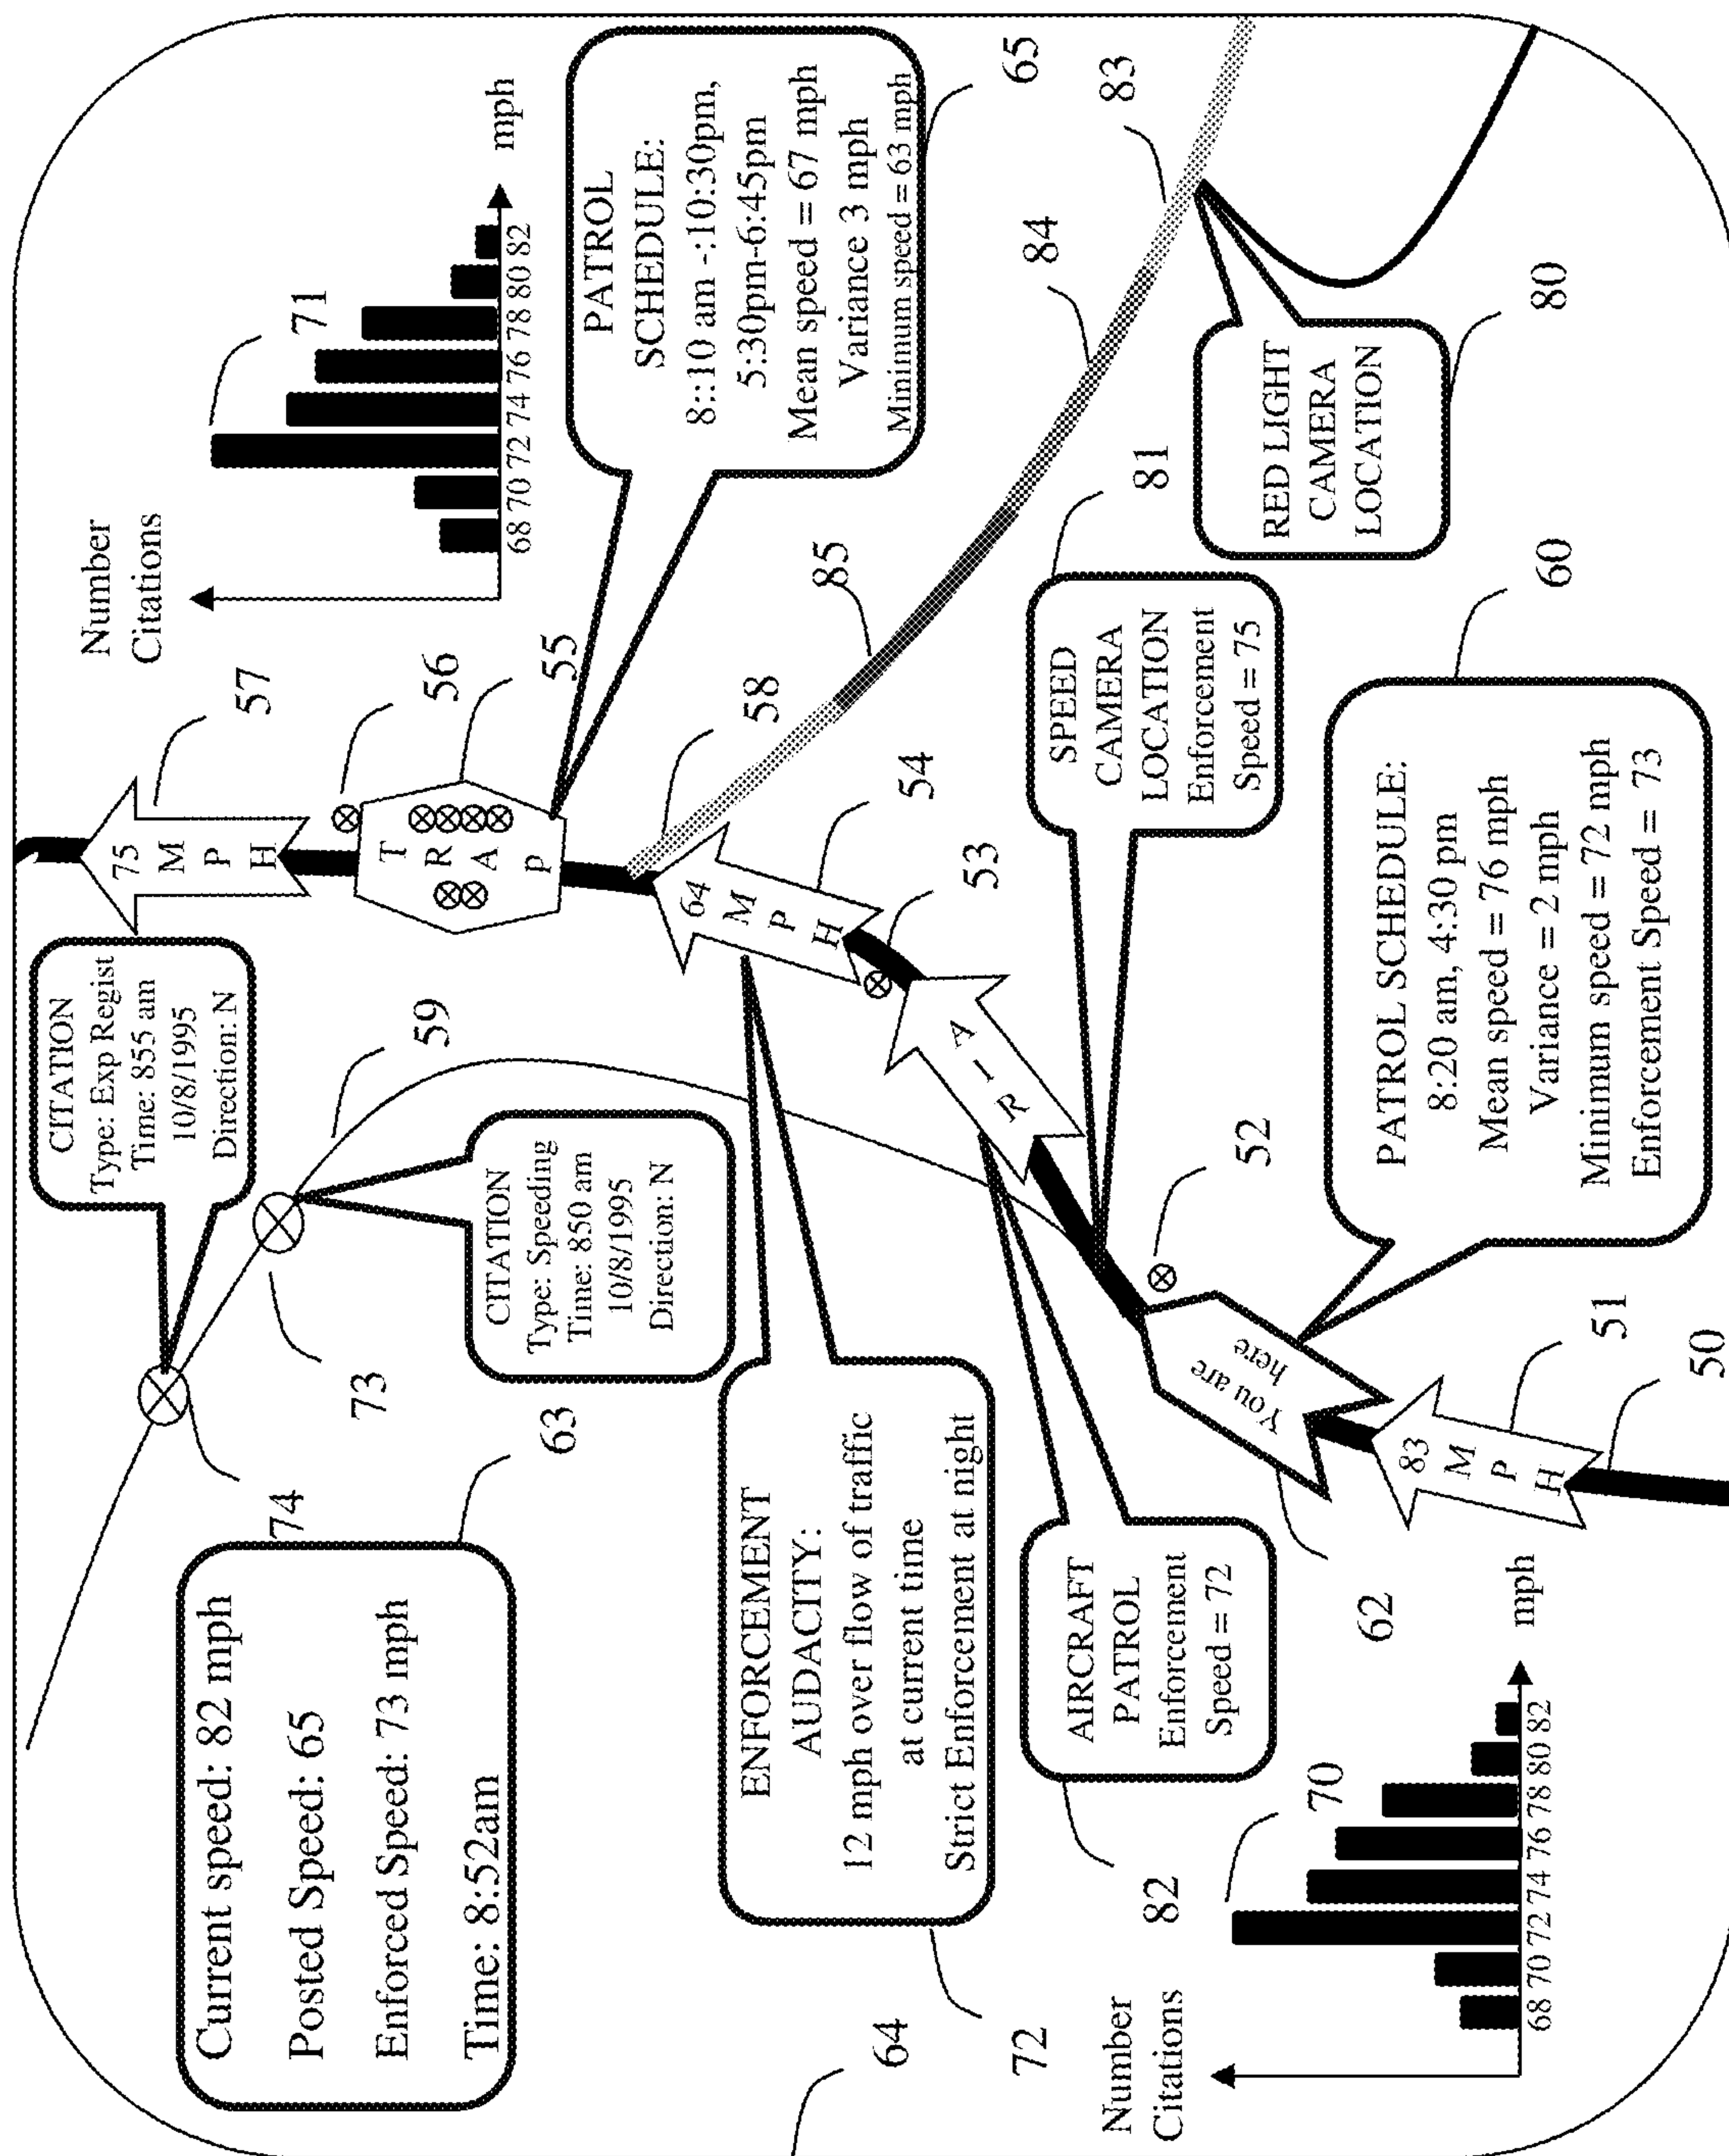 Current speed: 82 mph
Posted Speed: 65
Enforced Speed: 73 mph
Time: 8:52am
63
74
73
CITATION
Type: Exp Regist
Time: 855 am
10/8/1995
Direction: N
CITATION
Type: Speeding
Time: 850 am
10/8/1995
Direction: N
59
57
75
M
P
H
Number
Citations
71
68 70 72 74 76 78 80 82
mph
56
T
R
A
P
55
PATROL
SCHEDULE:
8::10 am -:10:30pm,
5:30pm-6:45pm
Mean speed = 67 mph
Variance 3 mph
Minimum speed = 63 mph
65
58
64
M
P
H
54
53
85
84
83
64
72
ENFORCEMENT
AUDACITY:
12 mph over flow of traffic
at current time
Strict Enforcement at night
A
I
R
81
SPEED
CAMERA
LOCATION
Enforcement
Speed = 75
RED LIGHT
CAMERA
LOCATION
80
82
AIRCRAFT
PATROL
Enforcement
Speed = 72
52
You are
here
62
60
PATROL SCHEDULE:
8:20 am, 4:30 pm
Mean speed = 76 mph
Variance = 2 mph
Minimum speed = 72 mph
Enforcement Speed = 73
83
M
P
H
51
50
Number
Citations
70
68 70 72 74 76 78 80 82
mph